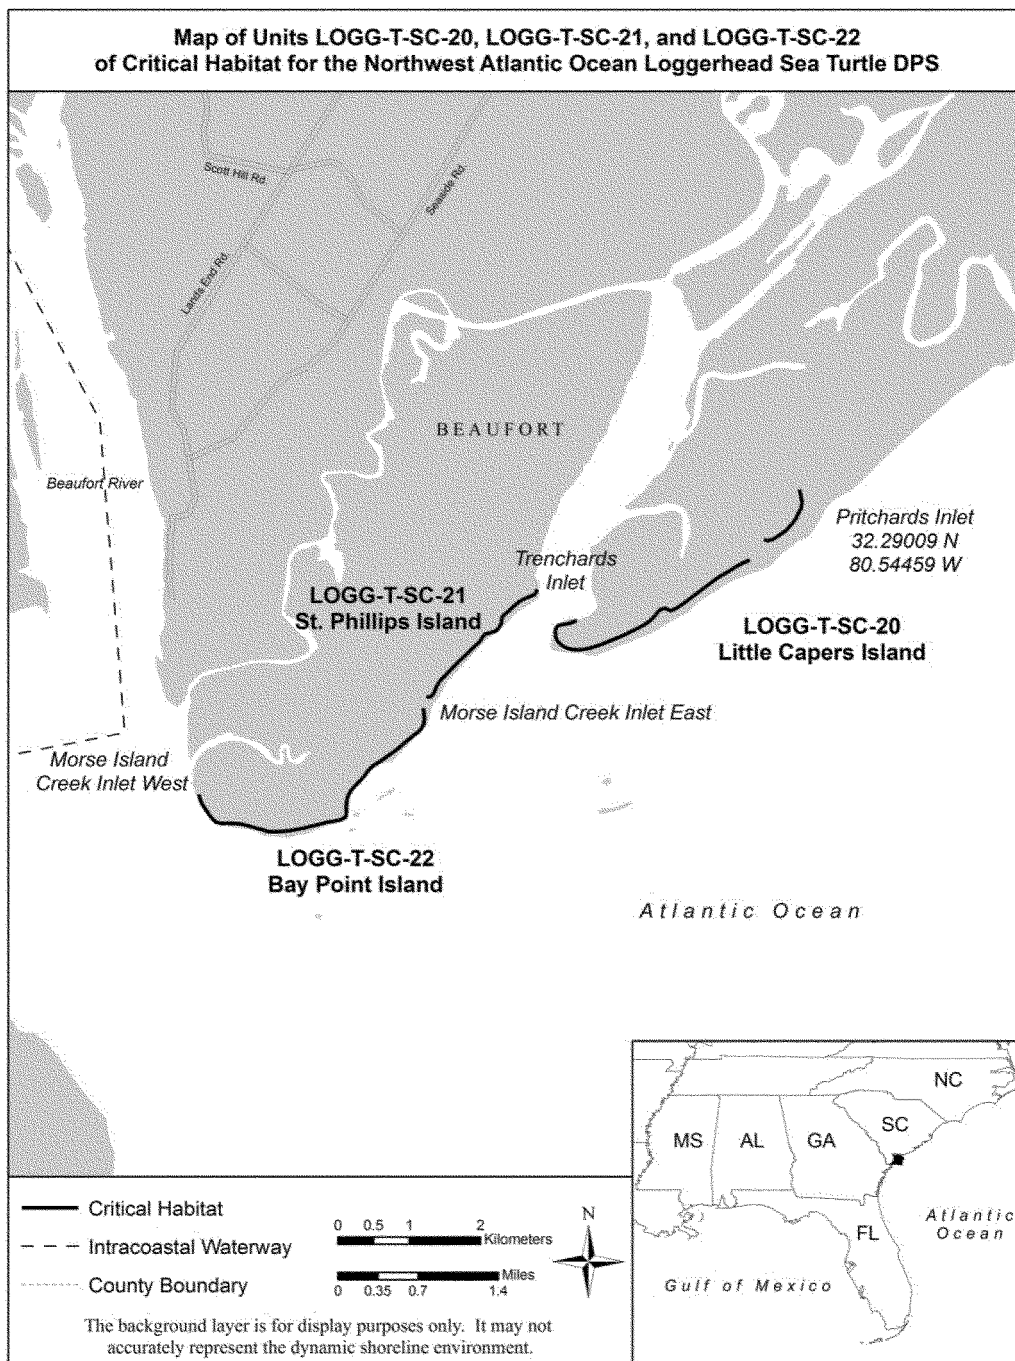 Map of Units LOGG-T-SC-20, LOGG-T-SC-21, and LOGG-T-SC-22
of Critical Habitat for the Northwest Atlantic Ocean Loggerhead Sea Turtle DPS
Scott Hill Rd.
Seaside Rd.
Lands End Rd.
BEAUFORT
Beaufort River
Pritchards Inlet
32.29009 N
80.54459 W
Trenchards
Inlet
LOGG-T-SC-21
St. Phillips Island
LOGG-T-SC-20
Little Capers Island
Morse Island Creek Inlet East
Morse Island
Creek Inlet West
LOGG-T-SC-22
Bay Point Island
Atlantic Ocean
NC
SC
MS
AL
GA
FL
Atlantic
Ocean
Gulf of Mexico
Critical Habitat
Intracoastal Waterway
County Boundary
0 0.5 1 2
Kilometers
Miles
0 0.35 0.7 1.4
N
The background layer is for display purposes only. It may not
accurately represent the dynamic shoreline environment.